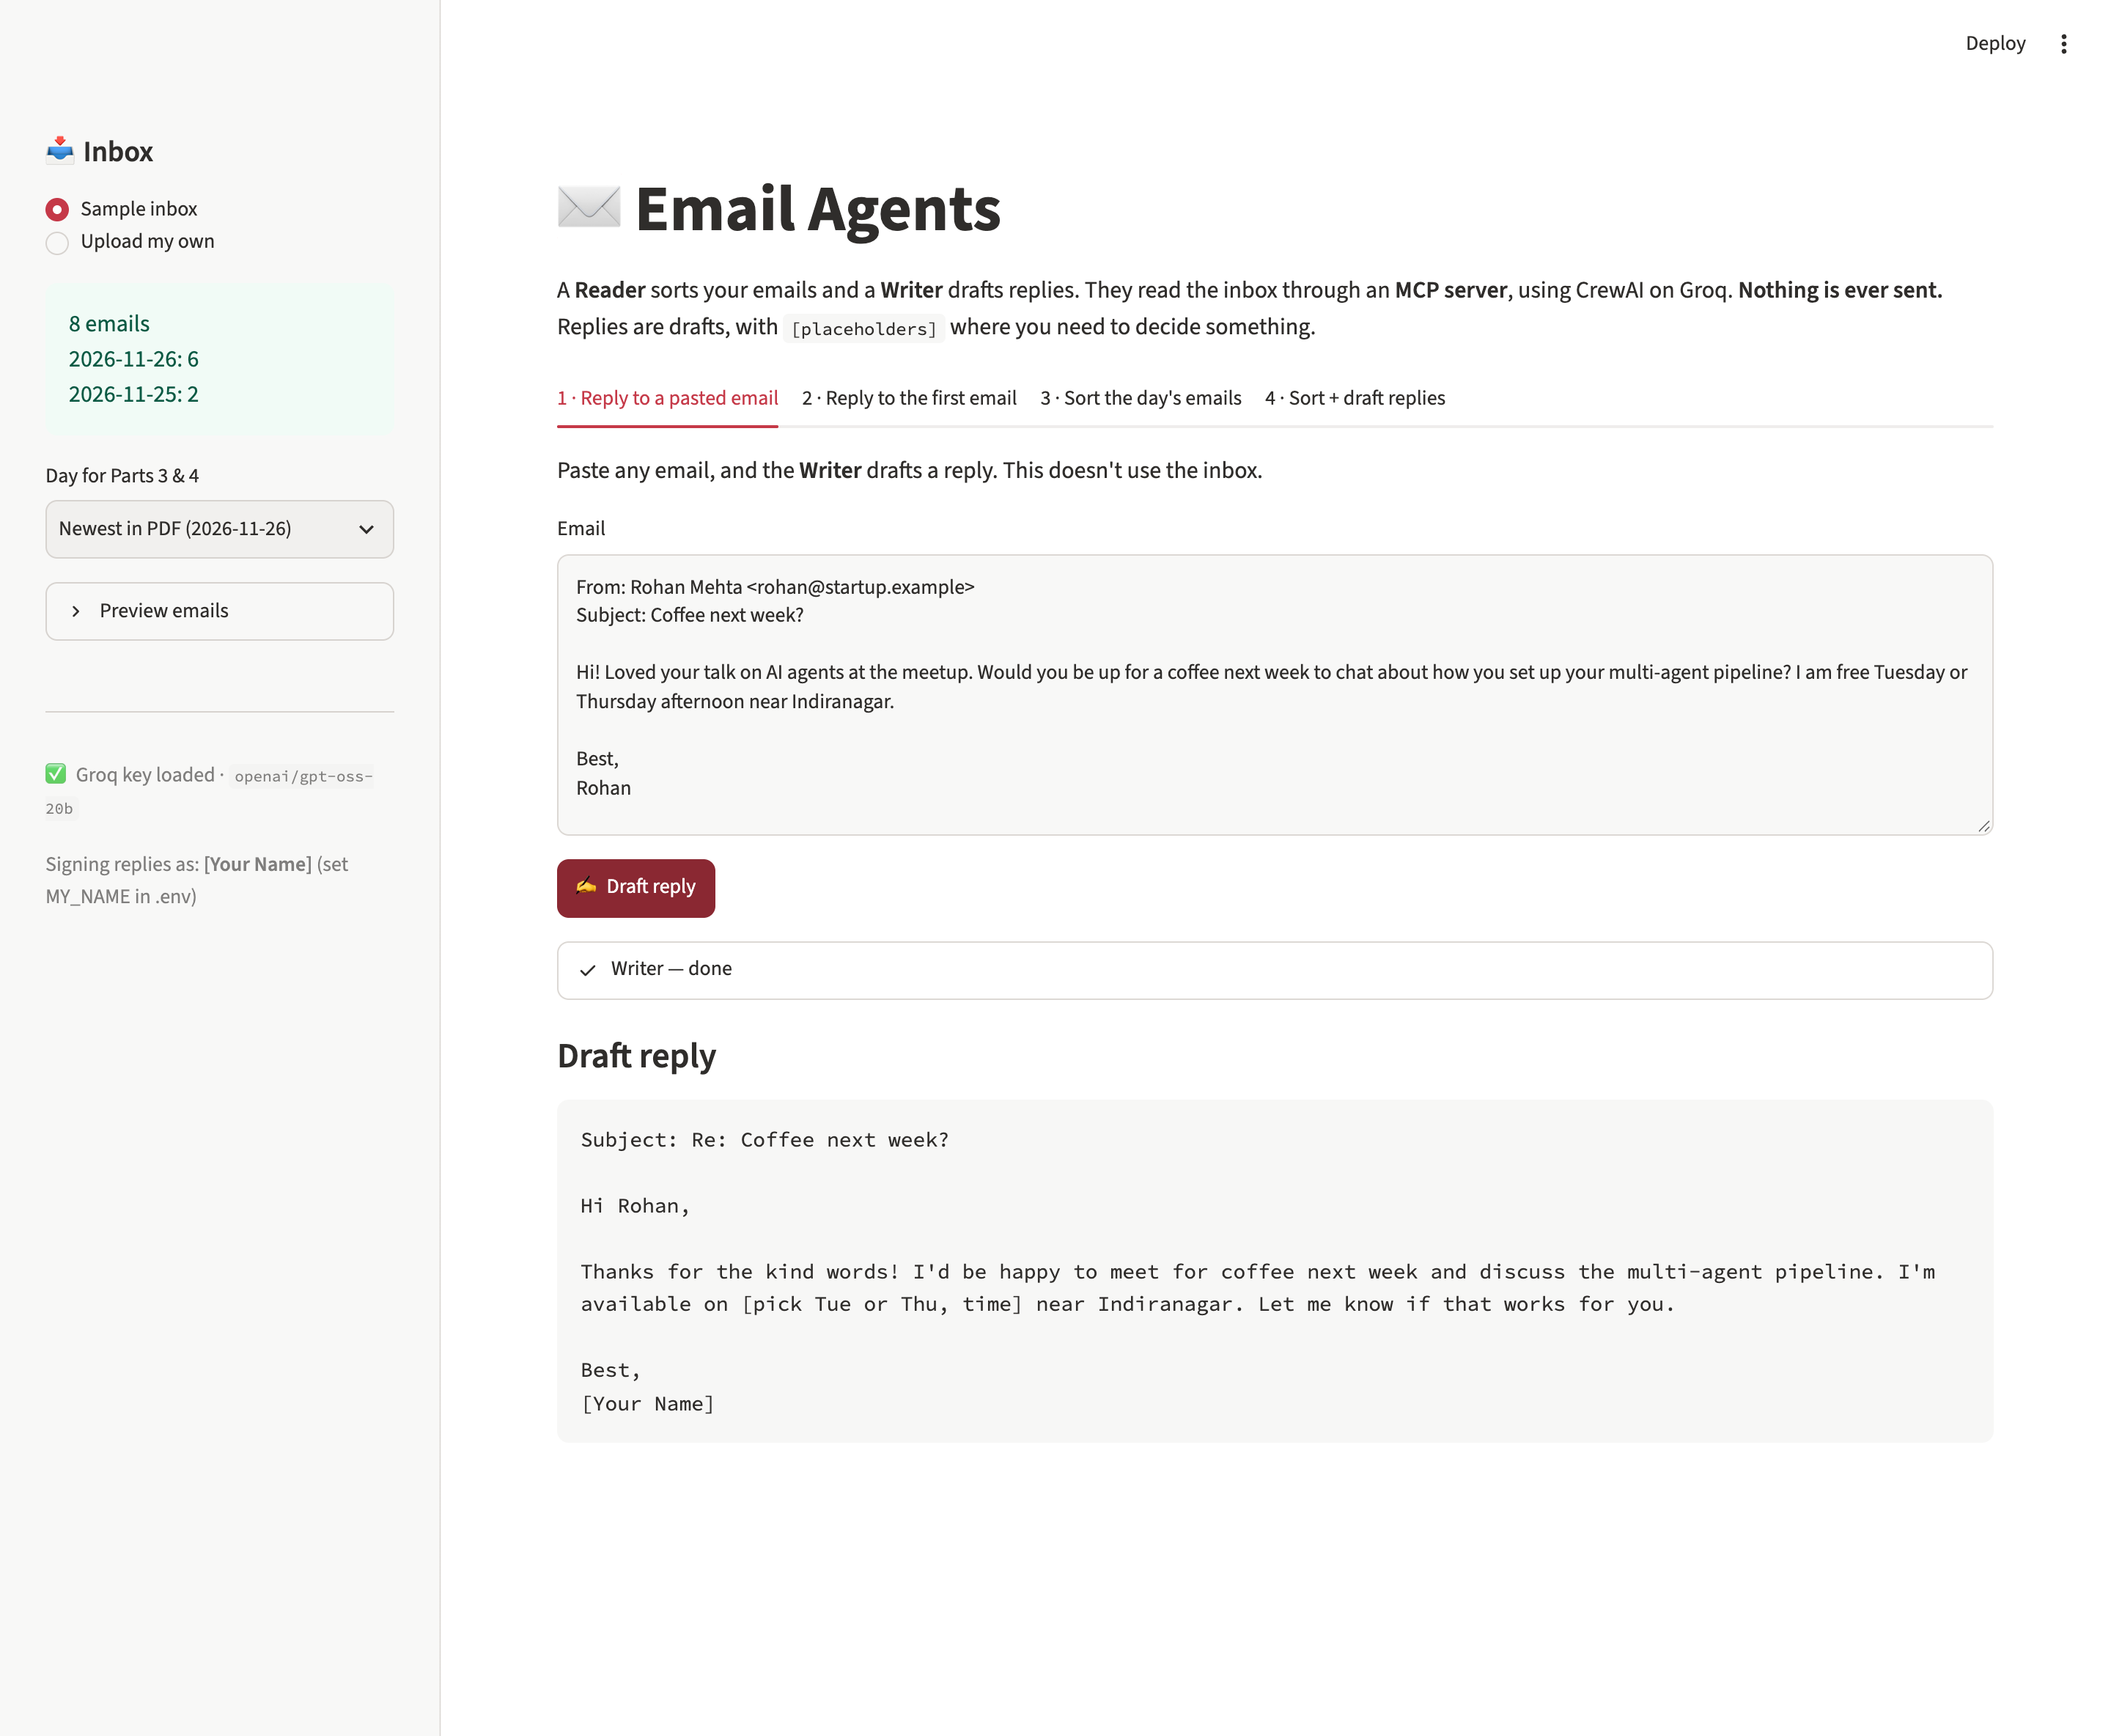 Deploy
Inbox
Sample inbox
Upload my own
8 emails
2026-11-26: 6
2026-11-25: 2
Day for Parts 3 & 4
Newest in PDF (2026-11-26)
Preview emails
Groq key loaded · openai/gpt-oss-
20b
Signing replies as: [Your Name] (set
MY_NAME in .env)
Email Agents
A Reader sorts your emails and a Writer drafts replies. They read the inbox through an MCP server, using CrewAI on Groq. Nothing is ever sent.
Replies are drafts, with [placeholders] where you need to decide something.
1 · Reply to a pasted email 2 · Reply to the first email 3 · Sort the day's emails 4 · Sort + draft replies
Paste any email, and the Writer drafts a reply. This doesn't use the inbox.
Email
From: Rohan Mehta <rohan@startup.example>
Subject: Coffee next week?
Hi! Loved your talk on AI agents at the meetup. Would you be up for a coffee next week to chat about how you set up your multi-agent pipeline? I am free Tuesday or
Thursday afternoon near Indiranagar.
Best,
Rohan
Draft reply
Writer — done
Draft reply
Subject: Re: Coffee next week?
Hi Rohan,
Thanks for the kind words! I'd be happy to meet for coffee next week and discuss the multi-agent pipeline. I'm
available on [pick Tue or Thu, time] near Indiranagar. Let me know if that works for you.
Best,
[Your Name]